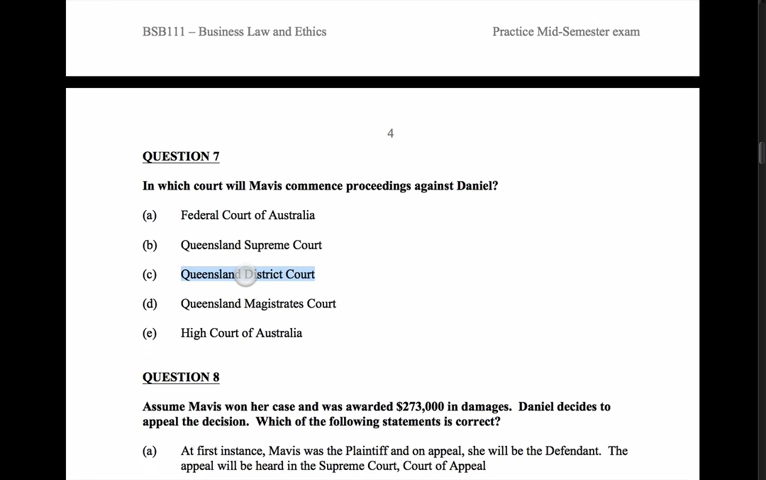 BSB111 – Business Law and Ethics Practice Mid-Semester exam
4
QUESTION 7
In which court will Mavis commence proceedings against Daniel?
(a) Federal Court of Australia
(b) Queensland Supreme Court
(c) Queensland District Court
(d) Queensland Magistrates Court
(e) High Court of Australia
QUESTION 8
Assume Mavis won her case and was awarded $273,000 in damages.  Daniel decides to
appeal the decision.  Which of the following statements is correct?
(a) At first instance, Mavis was the Plaintiff and on appeal, she will be the Defendant.  The
appeal will be heard in the Supreme Court, Court of Appeal